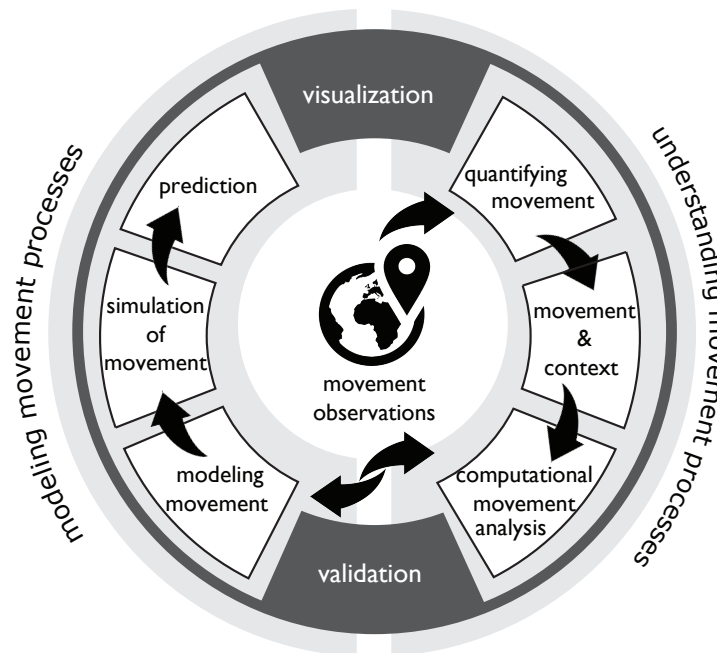 visualization
prediction
quantifying
movement
modeling movement processes
understanding movement processes
simulation
of
movement
movement
&
context
movement
observations
modeling
movement
computational
movement
analysis
validation